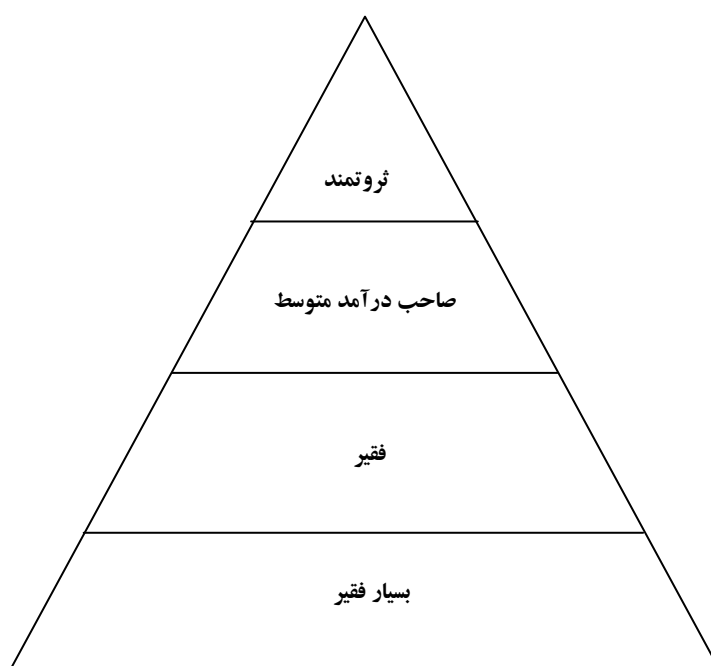 ثروتمند
صاحب درآمد متوسط
فقیر
بسیار فقیر